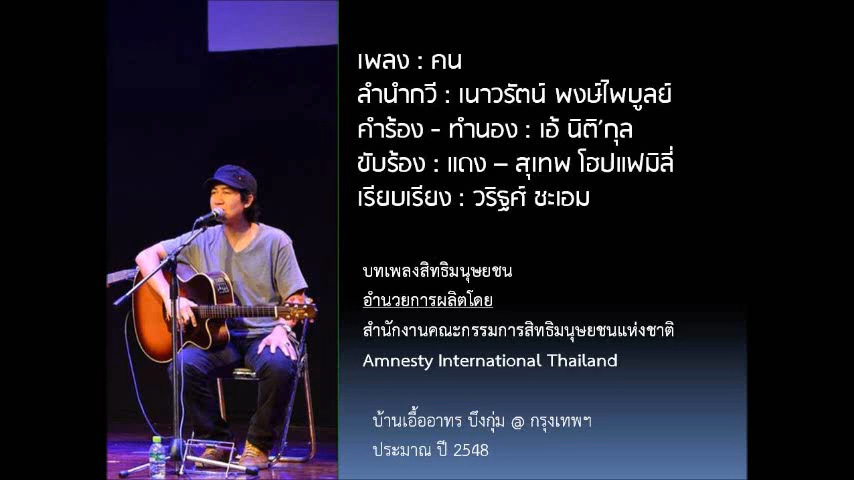 เพลง : คน
ลำนำกวี : เนาวรัตน์ พงษ์ไพบูลย์
คำร้อง - ทำนอง : เอ้ นิติ'กุล
ขับร้อง : แดง – สุเทพ โฮปแฟมิลี่
เรียบเรียง : วริฐศ์ ชะเอม
บทเพลงสิทธิมนุษยชน
อำนวยการผลิตโดย
สำนักงานคณะกรรมการสิทธิมนุษยชนแห่งชาติ
Amnesty International Thailand
บ้านเอื้ออาทร บึงกุ่ม @ กรุงเทพฯ
ประมาณ ปี 2548